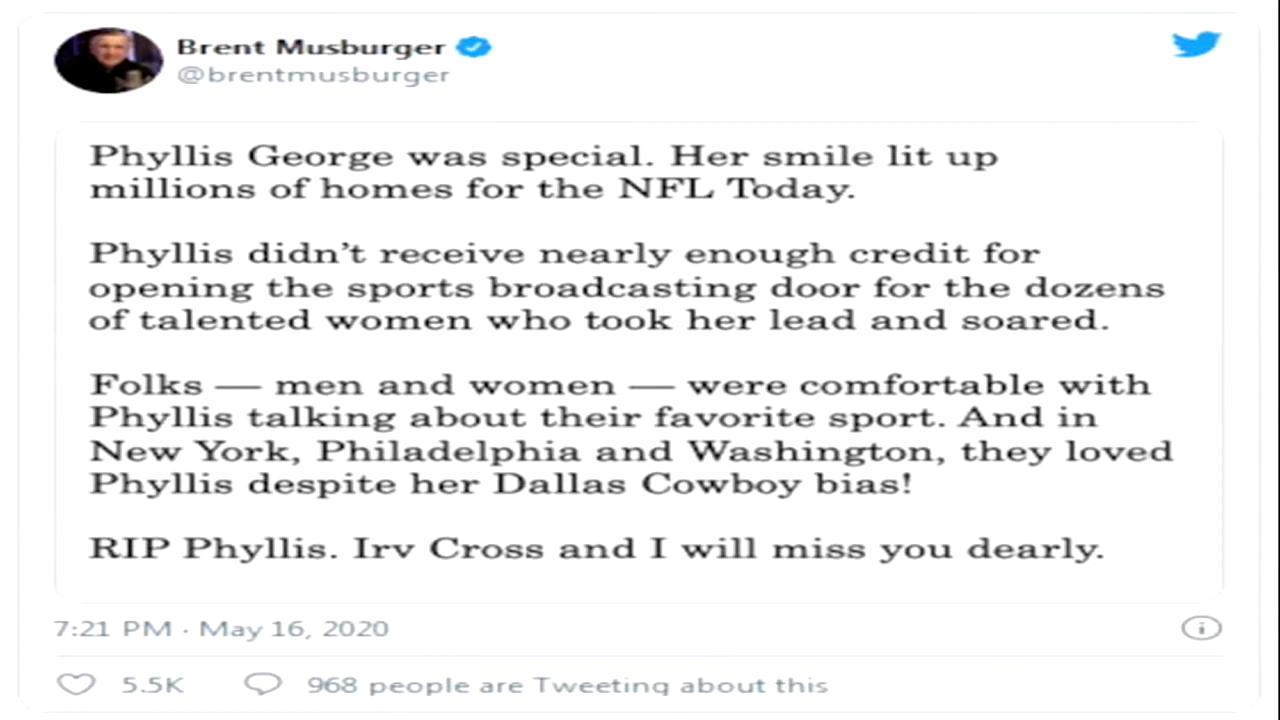 Brent Musburger
@brentmusburger
Phyllis George was special. Her smile lit up
millions of homes for the NFL Today.
Phyllis didn’t receive nearly enough credit for
opening the sports broadcasting door for the dozens
of talented women who took her lead and soared.
Folks — men and women — were comfortable with
Phyllis talking about their favorite sport. And in
New York, Philadelphia and Washington, they loved
Phyllis despite her Dallas Cowboy bias!
RIP Phyllis. Irv Cross and I will miss you dearly.
7:21 PM · May 16, 2020
5.5K 968 people are Tweeting about this